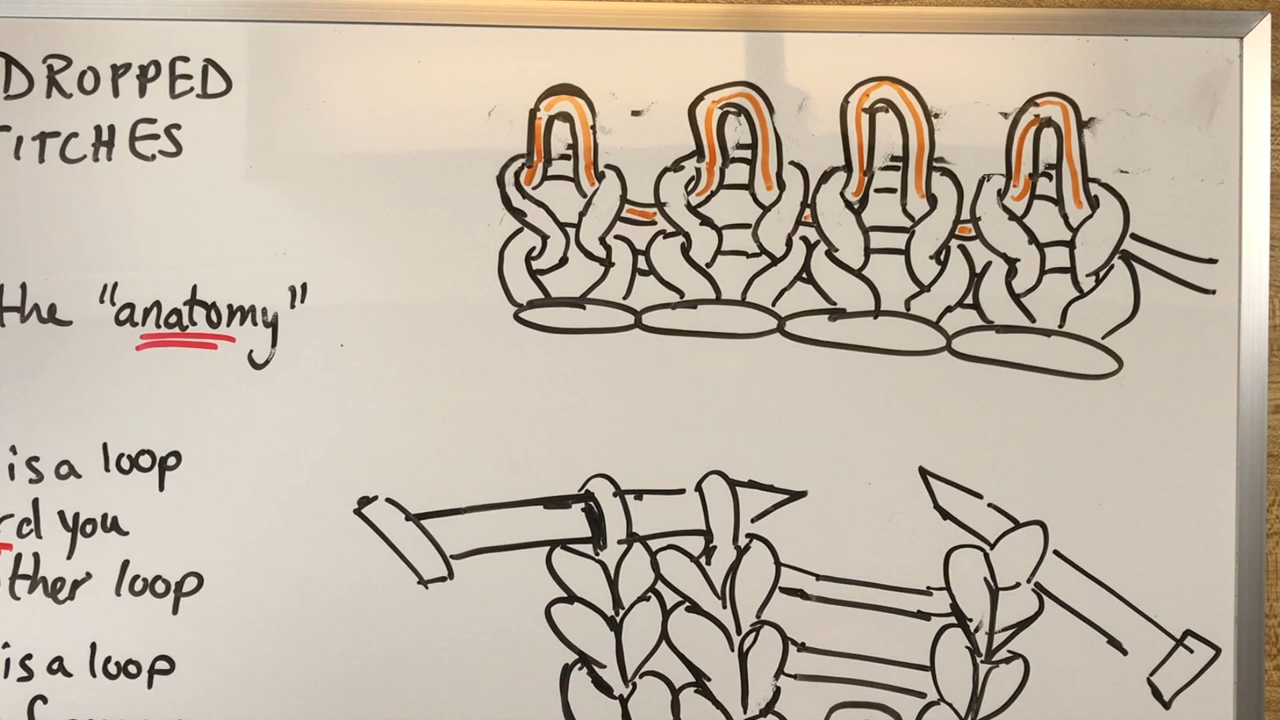 DROPPED
TITCHES
the "anatomy"
is a loop
rd you
ther loop
is a loop